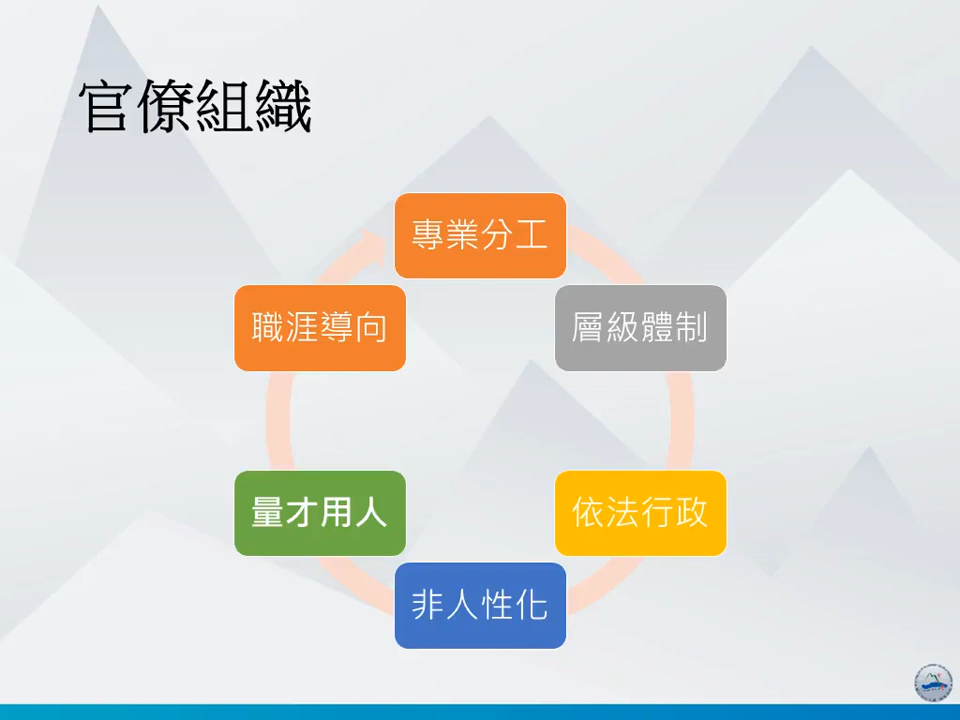 官僚組織
專業分工
層級體制
依法行政
非人性化
量才用人
職涯導向